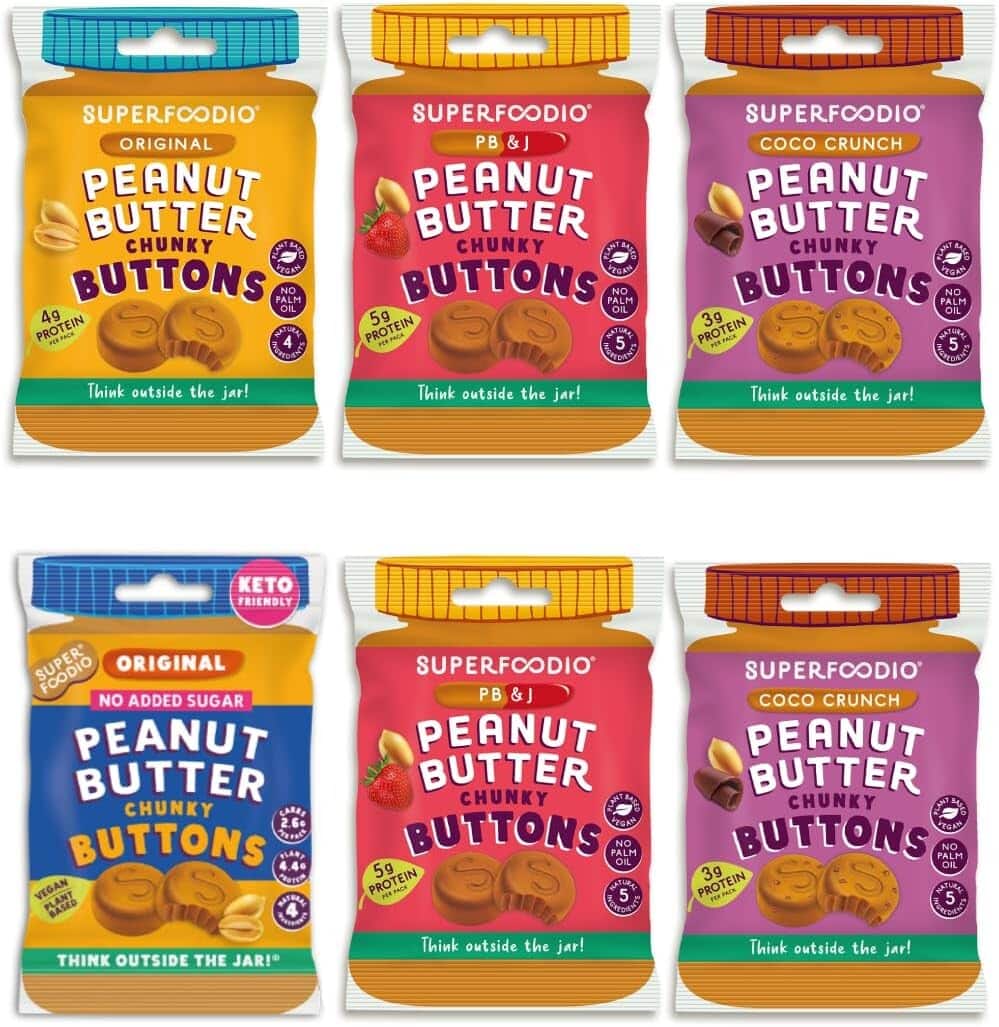 SUPERFOODIO®
ORIGINAL
PEANUT
BUTTER
CHUNKY
BUTTONS
PLANT BASED
VEGAN
NO
PALM
OIL
4g
PROTEIN
PER PACK
NATURAL
4
INGREDIENTS
Think outside the jar!
SUPERFOODIO®
PB & J
PEANUT
BUTTER
CHUNKY
BUTTONS
PLANT BASED
VEGAN
NO
PALM
OIL
5g
PROTEIN
PER PACK
NATURAL
5
INGREDIENTS
Think outside the jar!
SUPERFOODIO®
COCO CRUNCH
PEANUT
BUTTER
CHUNKY
BUTTONS
PLANT BASED
VEGAN
NO
PALM
OIL
3g
PROTEIN
PER PACK
NATURAL
5
INGREDIENTS
Think outside the jar!
KETO
FRIENDLY
SUPER®
FOODIO
ORIGINAL
NO ADDED SUGAR
PEANUT
BUTTER
CHUNKY
BUTTONS
CARBS
2.6G
PER PACK
PLANT
4.4G
PROTEIN
VEGAN
PLANT
BASED
NATURAL
4
INGREDIENTS
THINK OUTSIDE THE JAR!®
SUPERFOODIO®
PB & J
PEANUT
BUTTER
CHUNKY
BUTTONS
PLANT BASED
VEGAN
NO
PALM
OIL
5g
PROTEIN
PER PACK
NATURAL
5
INGREDIENTS
Think outside the jar!
SUPERFOODIO®
COCO CRUNCH
PEANUT
BUTTER
CHUNKY
BUTTONS
PLANT BASED
VEGAN
NO
PALM
OIL
3g
PROTEIN
PER PACK
NATURAL
5
INGREDIENTS
Think outside the jar!